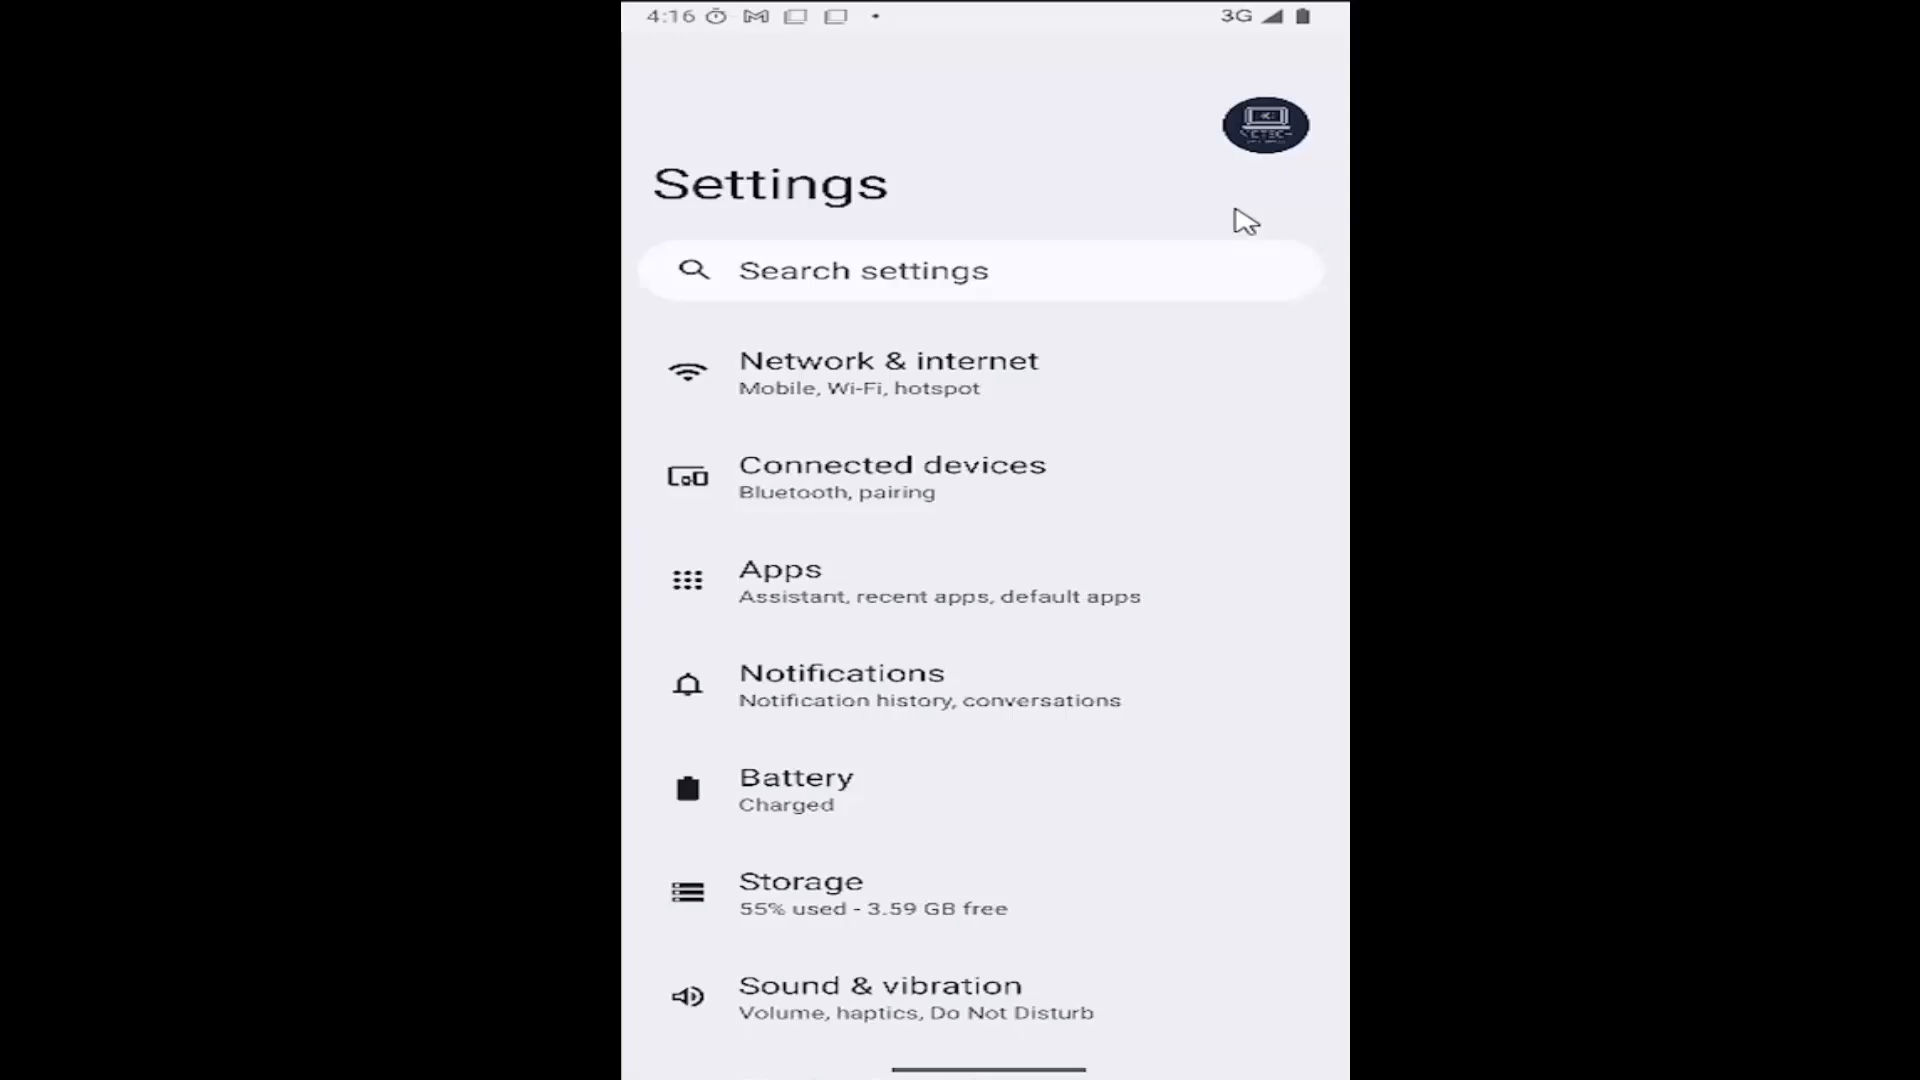 4:16
3G
Settings
Search settings
Network & internet
Mobile, Wi-Fi, hotspot
Connected devices
Bluetooth, pairing
Apps
Assistant, recent apps, default apps
Notifications
Notification history, conversations
Battery
Charged
Storage
55% used - 3.59 GB free
Sound & vibration
Volume, haptics, Do Not Disturb